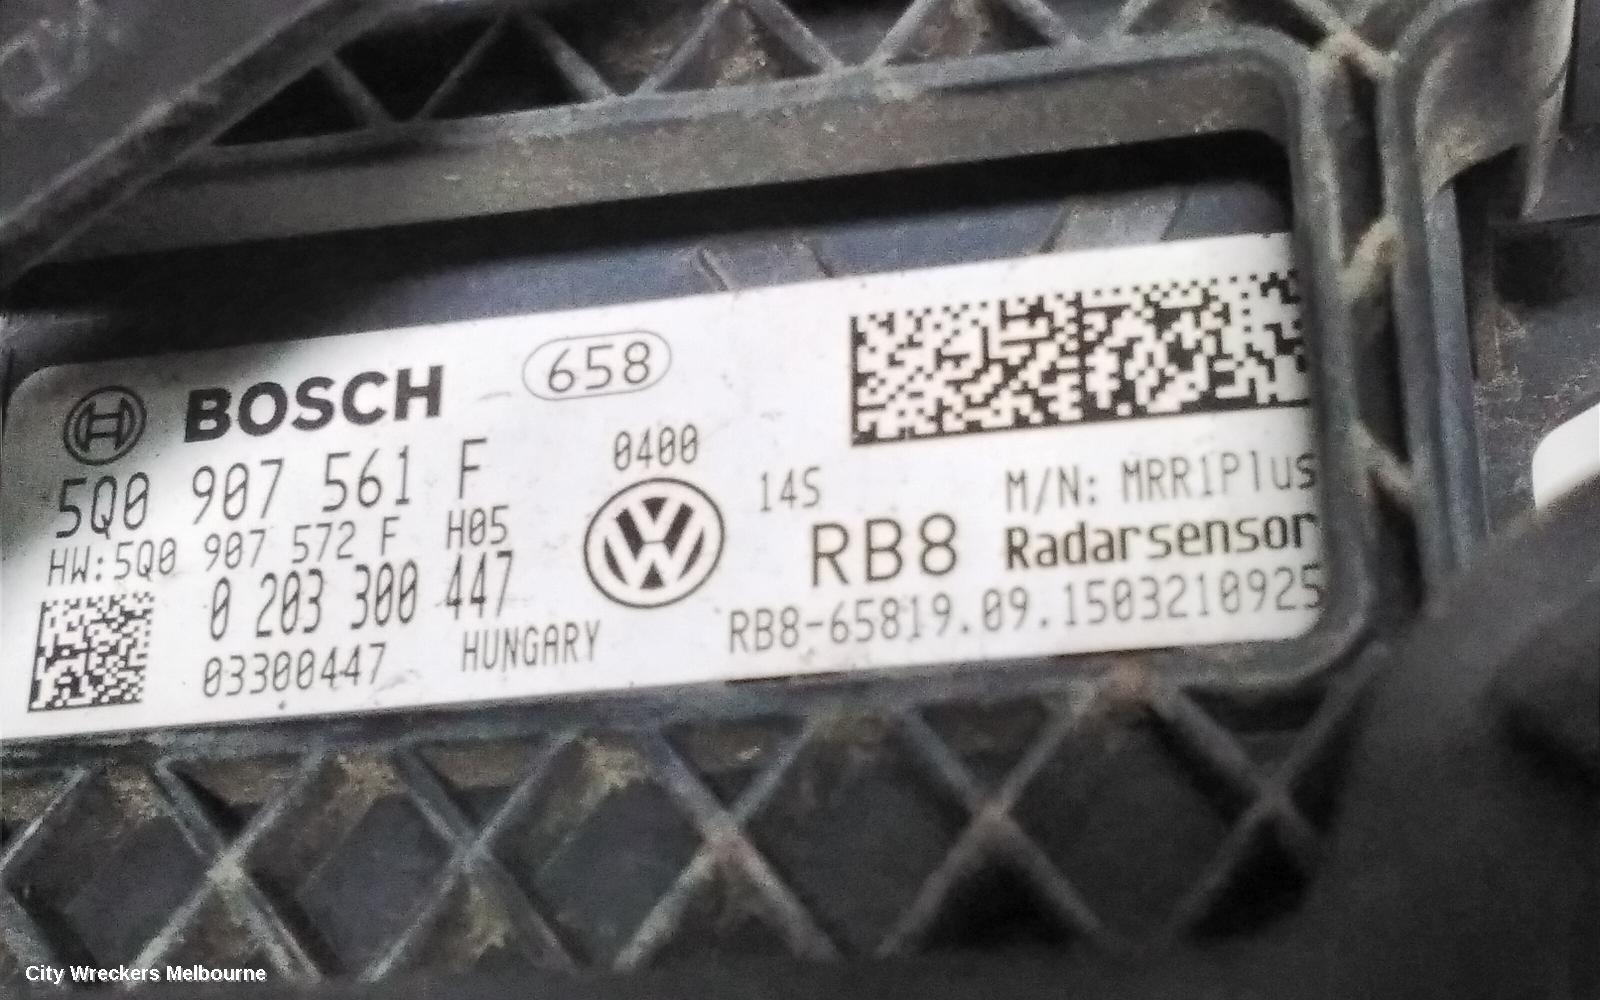 BOSCH 658
5Q0 907 561 F 0400
HW:5Q0 907 572 F H05 14S M/N: MRR1Plus
0 203 300 447 RB8 Radarsensor
03300447 HUNGARY RB8-65819.09.1503210925
City Wreckers Melbourne